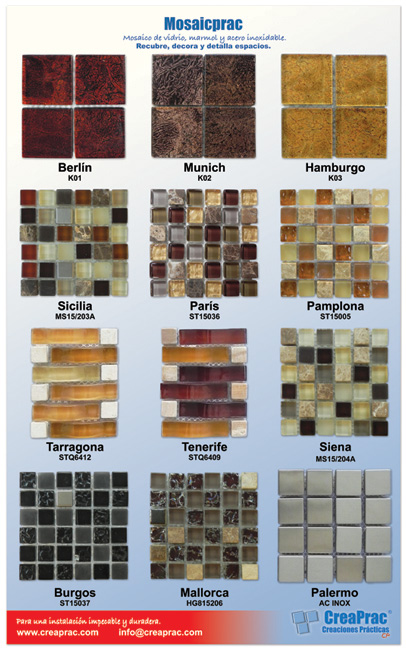 Mosaicprac
Mosaico de vidrio, marmol y acero inoxidable.
Recubre, decora y detalla espacios.
Berlín
K01
Munich
K02
Hamburgo
K03
Sicilia
MS15/203A
París
ST15036
Pamplona
ST15005
Tarragona
STQ6412
Tenerife
STQ6409
Siena
MS15/204A
Burgos
ST15037
Mallorca
HG815206
Palermo
AC INOX
Para una instalación impecable y duradera.
www.creaprac.com info@creaprac.com
CreaPrac®
Creaciones Prácticas
CP